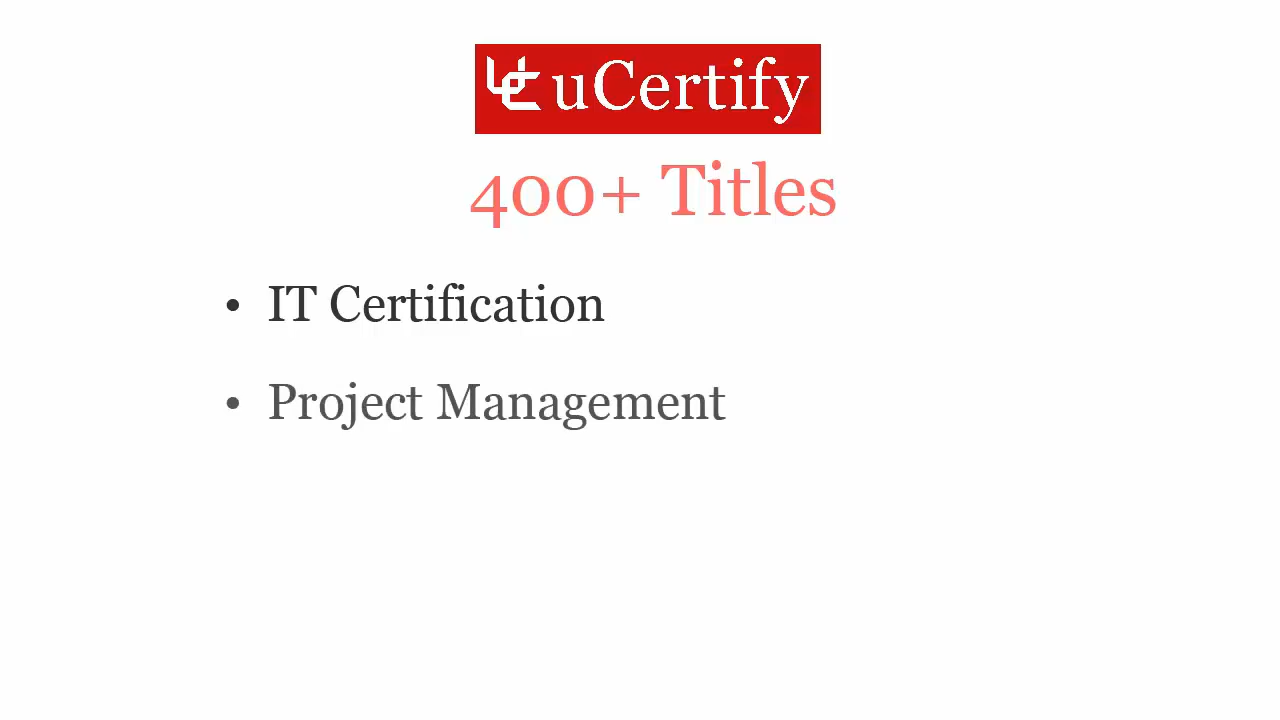 uCertify
400+ Titles
• IT Certification
• Project Management